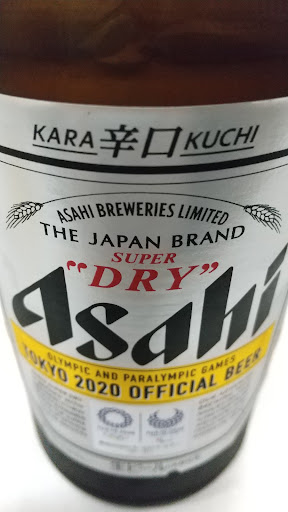 KARA 辛口 KUCHI
ASAHI BREWERIES LIMITED
THE JAPAN BRAND
SUPER
"DRY"
Asahi
OLYMPIC AND PARALYMPIC GAMES
TOKYO 2020 OFFICIAL BEER